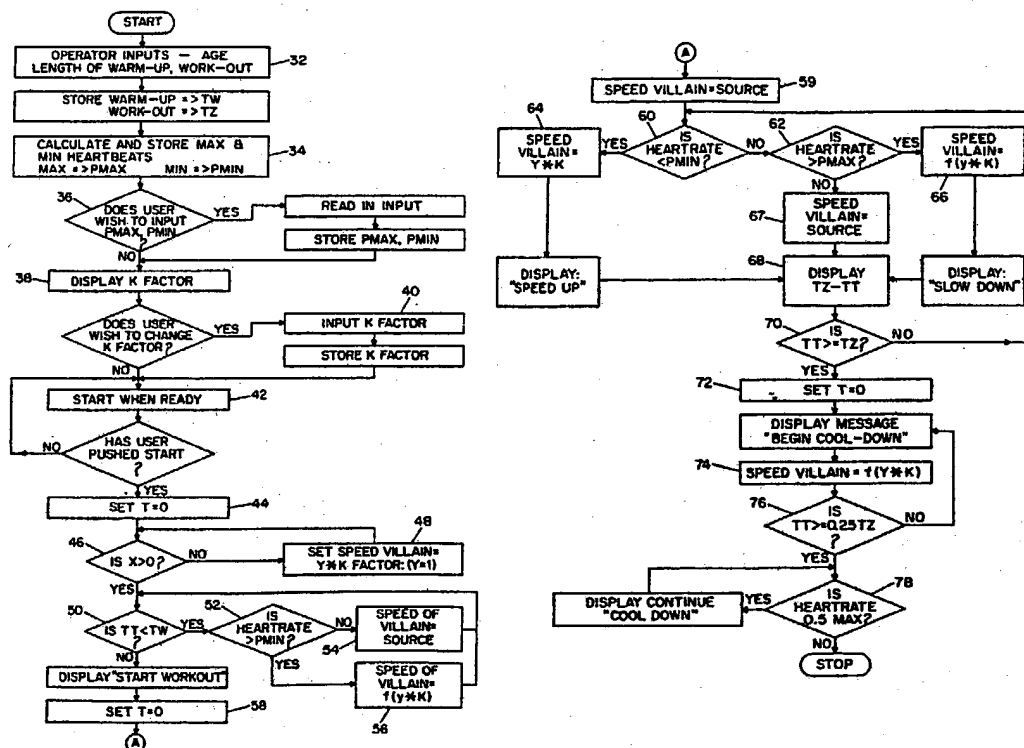 START
OPERATOR INPUTS — AGE
LENGTH OF WARM-UP, WORK-OUT
32
STORE WARM-UP =>TW
WORK-OUT =>TZ
CALCULATE AND STORE MAX &
MIN HEARTBEATS
MAX =>PMAX MIN =>PMIN
34
36
DOES USER
WISH TO INPUT
PMAX, PMIN
?
YES
NO
READ IN INPUT
STORE PMAX, PMIN
38
DISPLAY K FACTOR
DOES USER
WISH TO CHANGE
K FACTOR?
YES
NO
40
INPUT K FACTOR
STORE K FACTOR
START WHEN READY
42
HAS USER
PUSHED START
?
NO
YES
SET T=0
44
46
IS X>0?
NO
YES
48
SET SPEED VILLAIN=
Y*K FACTOR:(Y=1)
50
IS TT<TW
?
YES
NO
52
IS
HEARTRATE
>PMIN?
NO
YES
SPEED OF
VILLAIN=
SOURCE
54
SPEED OF
VILLAIN=
f(y*K)
56
DISPLAY"START WORKOUT"
SET T=0
58
A
A
SPEED VILLAIN=SOURCE
59
64
SPEED
VILLAIN=
Y*K
YES
60
IS
HEARTRATE
<PMIN?
NO
62
IS
HEARTRATE
>PMAX?
YES
NO
SPEED
VILLAIN=
f(y*K)
66
67
SPEED
VILLAIN=
SOURCE
DISPLAY:
"SPEED UP"
68
DISPLAY
TZ-TT
DISPLAY:
"SLOW DOWN"
70
IS
TT>=TZ?
NO
YES
72
SET T=0
DISPLAY MESSAGE
"BEGIN COOL-DOWN"
74
SPEED VILLAIN = f(Y*K)
76
IS
TT>=0.25TZ
?
NO
YES
78
IS
HEARTRATE
0.5 MAX?
YES
NO
DISPLAY CONTINUE
"COOL DOWN"
STOP